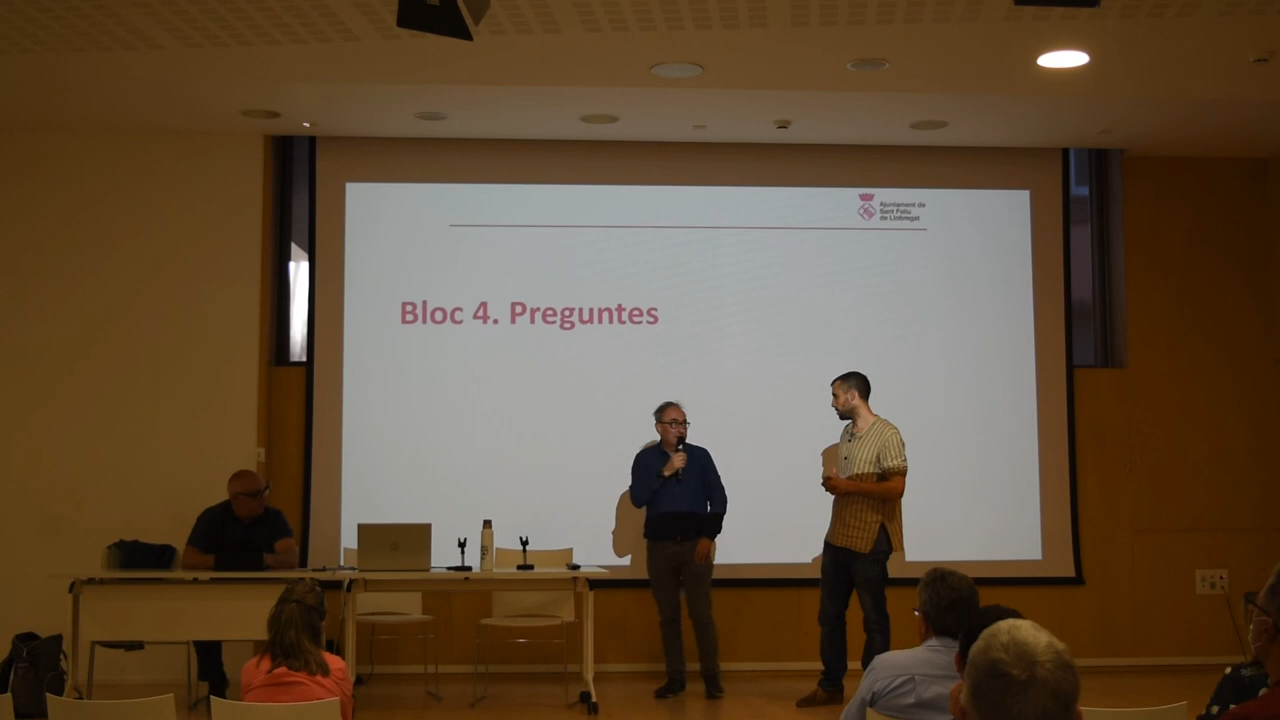 Ajuntament de
Sant Feliu
de Llobregat
Bloc 4. Preguntes